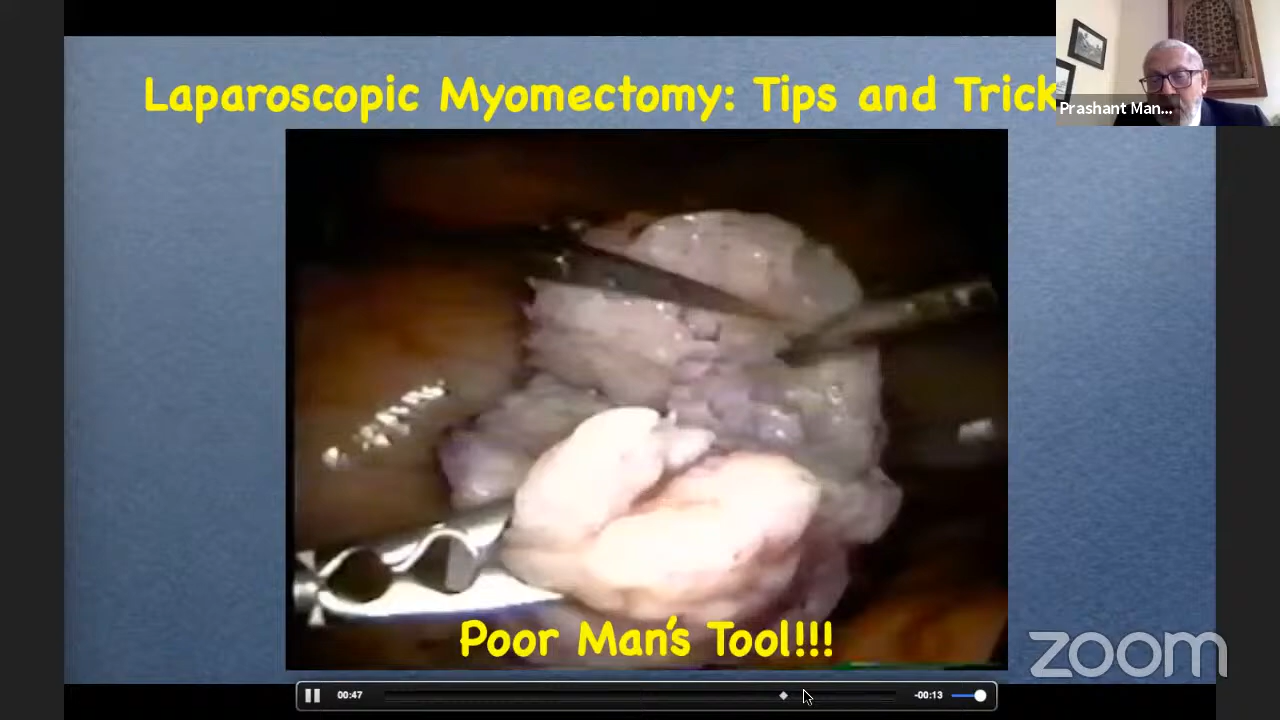 Laparoscopic Myomectomy: Tips and Trick
Prashant Man...
Poor Man's Tool!!!
zoom
00:47
-00:13